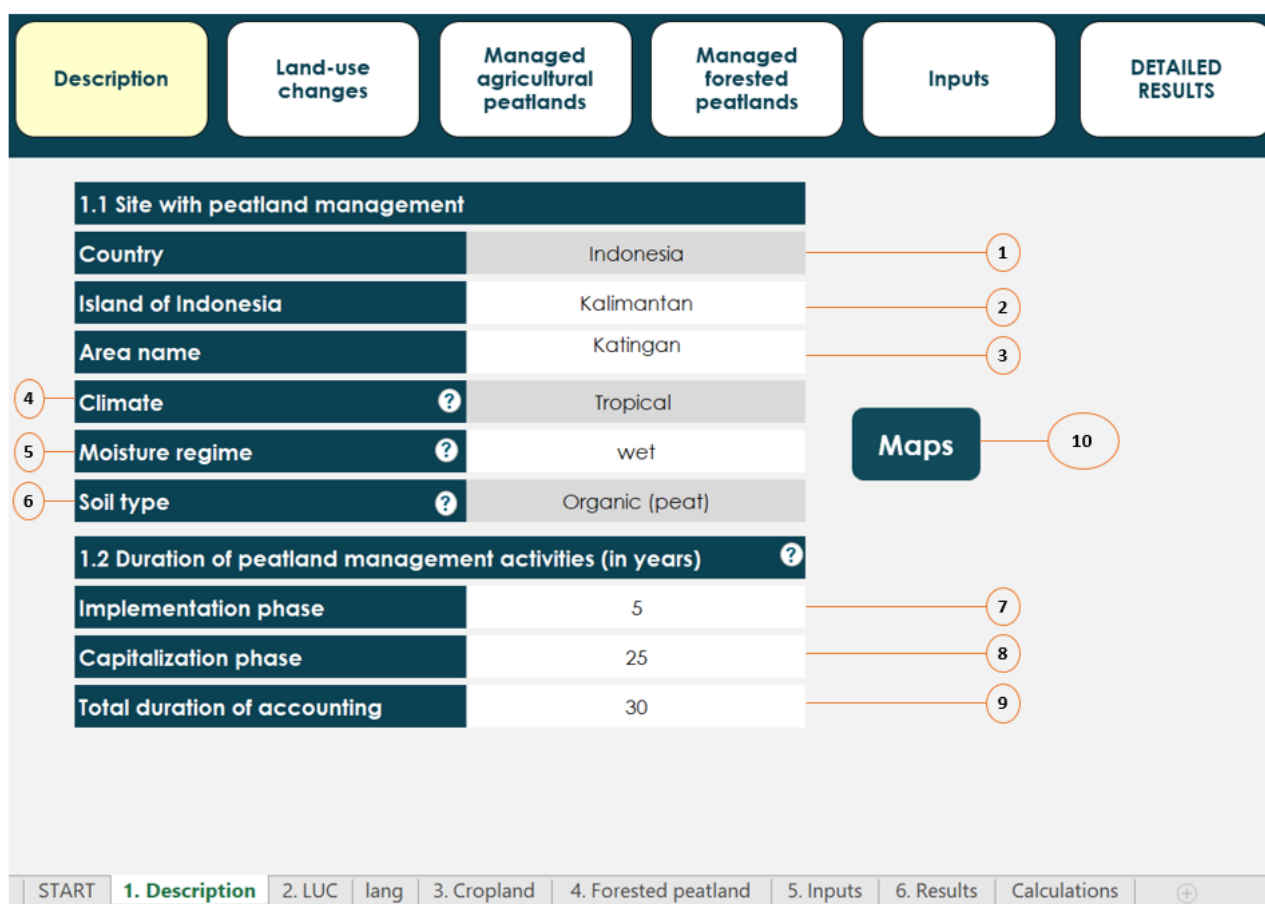 Description
Land-use
changes
Managed
agricultural
peatlands
Managed
forested
peatlands
Inputs
DETAILED
RESULTS
1.1 Site with peatland management
Country Indonesia 1
Island of Indonesia Kalimantan 2
Area name Katingan 3
4 Climate ? Tropical
5 Moisture regime ? wet
Maps 10
6 Soil type ? Organic (peat)
1.2 Duration of peatland management activities (in years) ?
Implementation phase 5 7
Capitalization phase 25 8
Total duration of accounting 30 9
START 1. Description 2. LUC lang 3. Cropland 4. Forested peatland 5. Inputs 6. Results Calculations